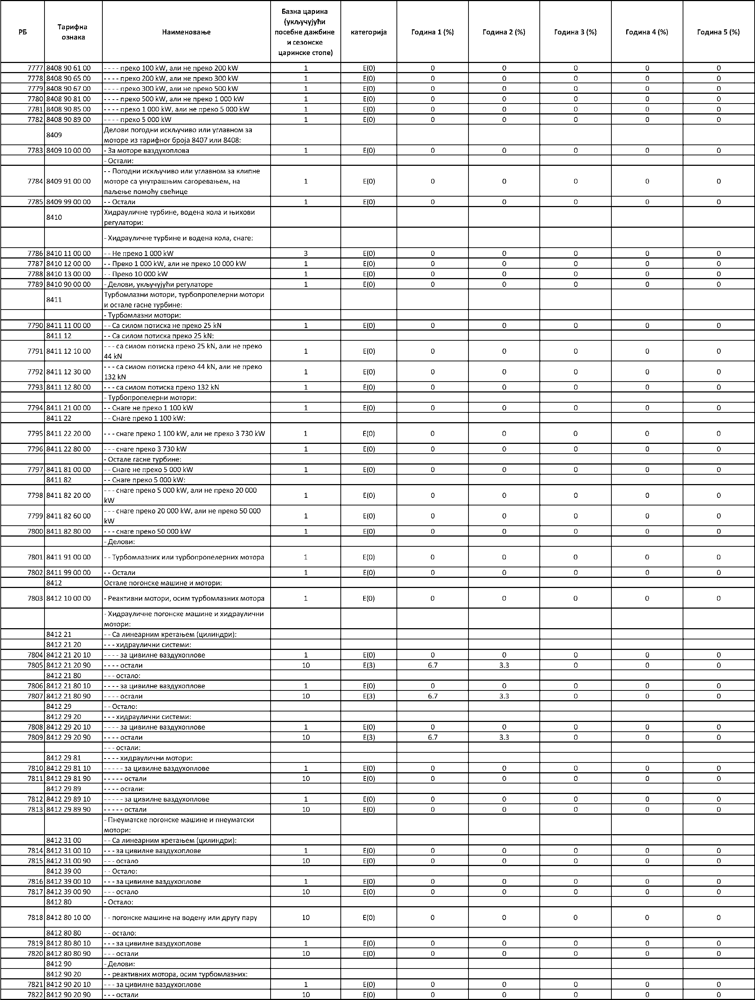 РБ Тарифна ознака Наименовање Базна царина (укључујући посебне дажбине и сезонске царинске стопе) категорија Година 1 (%) Година 2 (%) Година 3 (%) Година 4 (%) Година 5 (%)
7777 8408 90 61 00 - - - - преко 100 kW, али не преко 200 kW 1 E(0) 0 0 0 0 0
7778 8408 90 65 00 - - - - преко 200 kW, али не преко 300 kW 1 E(0) 0 0 0 0 0
7779 8408 90 67 00 - - - - преко 300 kW, али не преко 500 kW 1 E(0) 0 0 0 0 0
7780 8408 90 81 00 - - - - преко 500 kW, али не преко 1 000 kW 1 E(0) 0 0 0 0 0
7781 8408 90 85 00 - - - - преко 1 000 kW, али не преко 5 000 kW 1 E(0) 0 0 0 0 0
7782 8408 90 89 00 - - - - преко 5 000 kW 1 E(0) 0 0 0 0 0
8409 Делови погодни искључиво или углавном за
моторе из тарифног броја 8407 или 8408:
7783 8409 10 00 00 - За моторе ваздухоплова 1 E(0) 0 0 0 0 0
- Остали:
7784 8409 91 00 00 - - Погодни искључиво или углавном за клипне
моторе са унутрашњим сагоревањем, на
паљење помоћу свећице 1 E(0) 0 0 0 0 0
7785 8409 99 00 00 - - Остали 1 E(0) 0 0 0 0 0
8410 Хидрауличне турбине, водена кола и њихови
регулатори:
- Хидрауличне турбине и водена кола, снаге:
7786 8410 11 00 00 - - Не преко 1 000 kW 3 E(0) 0 0 0 0 0
7787 8410 12 00 00 - - Преко 1 000 kW, али не преко 10 000 kW 1 E(0) 0 0 0 0 0
7788 8410 13 00 00 - - Преко 10 000 kW 1 E(0) 0 0 0 0 0
7789 8410 90 00 00 - Делови, укључујући регулаторе 1 E(0) 0 0 0 0 0
8411 Турбомлазни мотори, турбопропелерни мотори
и остале гасне турбине:
- Турбомлазни мотори:
7790 8411 11 00 00 - - Са силом потиска не преко 25 kN 1 E(0) 0 0 0 0 0
8411 12 - - Са силом потиска преко 25 kN:
7791 8411 12 10 00 - - - са силом потиска преко 25 kN, али не преко
44 kN 1 E(0) 0 0 0 0 0
7792 8411 12 30 00 - - - са силом потиска преко 44 kN, али не преко
132 kN 1 E(0) 0 0 0 0 0
7793 8411 12 80 00 - - - са силом потиска преко 132 kN 1 E(0) 0 0 0 0 0
- Турбопропелерни мотори:
7794 8411 21 00 00 - - Снаге не преко 1 100 kW 1 E(0) 0 0 0 0 0
8411 22 - - Снаге преко 1 100 kW:
7795 8411 22 20 00 - - - снаге преко 1 100 kW, али не преко 3 730 kW 1 E(0) 0 0 0 0 0
7796 8411 22 80 00 - - - снаге преко 3 730 kW 1 E(0) 0 0 0 0 0
- Остале гасне турбине:
7797 8411 81 00 00 - - Снаге не преко 5 000 kW 1 E(0) 0 0 0 0 0
8411 82 - - Снаге преко 5 000 kW:
7798 8411 82 20 00 - - - снаге преко 5 000 kW, али не преко 20 000
kW 1 E(0) 0 0 0 0 0
7799 8411 82 60 00 - - - снаге преко 20 000 kW, али не преко 50 000
kW 1 E(0) 0 0 0 0 0
7800 8411 82 80 00 - - - снаге преко 50 000 kW 1 E(0) 0 0 0 0 0
- Делови:
7801 8411 91 00 00 - - Турбомлазних или турбопропелерних мотора 1 E(0) 0 0 0 0 0
7802 8411 99 00 00 - - Остали 1 E(0) 0 0 0 0 0
8412 Остале погонске машине и мотори:
7803 8412 10 00 00 - Реактивни мотори, осим турбомлазних мотора 1 E(0) 0 0 0 0 0
- Хидрауличне погонске машине и хидраулични
мотори:
8412 21 - - Са линеарним кретањем (цилиндри):
8412 21 20 - - - хидраулични системи:
7804 8412 21 20 10 - - - - за цивилне ваздухоплове 1 E(0) 0 0 0 0 0
7805 8412 21 20 90 - - - - остали 10 E(3) 6.7 3.3 0 0 0
8412 21 80 - - - остало:
7806 8412 21 80 10 - - - - за цивилне ваздухоплове 1 E(0) 0 0 0 0 0
7807 8412 21 80 90 - - - - остали 10 E(3) 6.7 3.3 0 0 0
8412 29 - - Остало:
8412 29 20 - - - хидраулични системи:
7808 8412 29 20 10 - - - - за цивилне ваздухоплове 1 E(0) 0 0 0 0 0
7809 8412 29 20 90 - - - - остали 10 E(3) 6.7 3.3 0 0 0
- - - остали:
8412 29 81 - - - - хидраулични мотори:
7810 8412 29 81 10 - - - - - за цивилне ваздухоплове 1 E(0) 0 0 0 0 0
7811 8412 29 81 90 - - - - - остали 10 E(0) 0 0 0 0 0
8412 29 89 - - - - остали:
7812 8412 29 89 10 - - - - - за цивилне ваздухоплове 1 E(0) 0 0 0 0 0
7813 8412 29 89 90 - - - - - остали 10 E(0) 0 0 0 0 0
- Пнеуматске погонске машине и пнеуматски
мотори:
8412 31 00 - - Са линеарним кретањем (цилиндри):
7814 8412 31 00 10 - - - за цивилне ваздухоплове 1 E(0) 0 0 0 0 0
7815 8412 31 00 90 - - - остало 10 E(0) 0 0 0 0 0
8412 39 00 - - Остало:
7816 8412 39 00 10 - - - за цивилне ваздухоплове 1 E(0) 0 0 0 0 0
7817 8412 39 00 90 - - - остало 10 E(0) 0 0 0 0 0
8412 80 - Остало:
7818 8412 80 10 00 - - погонске машине на водену или другу пару 10 E(0) 0 0 0 0 0
8412 80 80 - - остало:
7819 8412 80 80 10 - - - за цивилне ваздухоплове 1 E(0) 0 0 0 0 0
7820 8412 80 80 90 - - - остали 10 E(0) 0 0 0 0 0
8412 90 - Делови:
8412 90 20 - - реактивних мотора, осим турбомлазних:
7821 8412 90 20 10 - - - за цивилне ваздухоплове 1 E(0) 0 0 0 0 0
7822 8412 90 20 90 - - - остали 10 E(0) 0 0 0 0 0